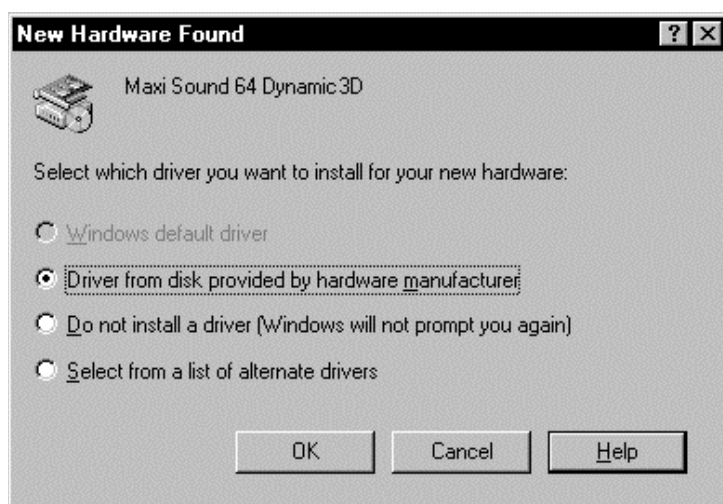 New Hardware Found
Maxi Sound 64 Dynamic 3D
Select which driver you want to install for your new hardware:
Windows default driver
Driver from disk provided by hardware manufacturer
Do not install a driver (Windows will not prompt you again)
Select from a list of alternate drivers
OK Cancel Help